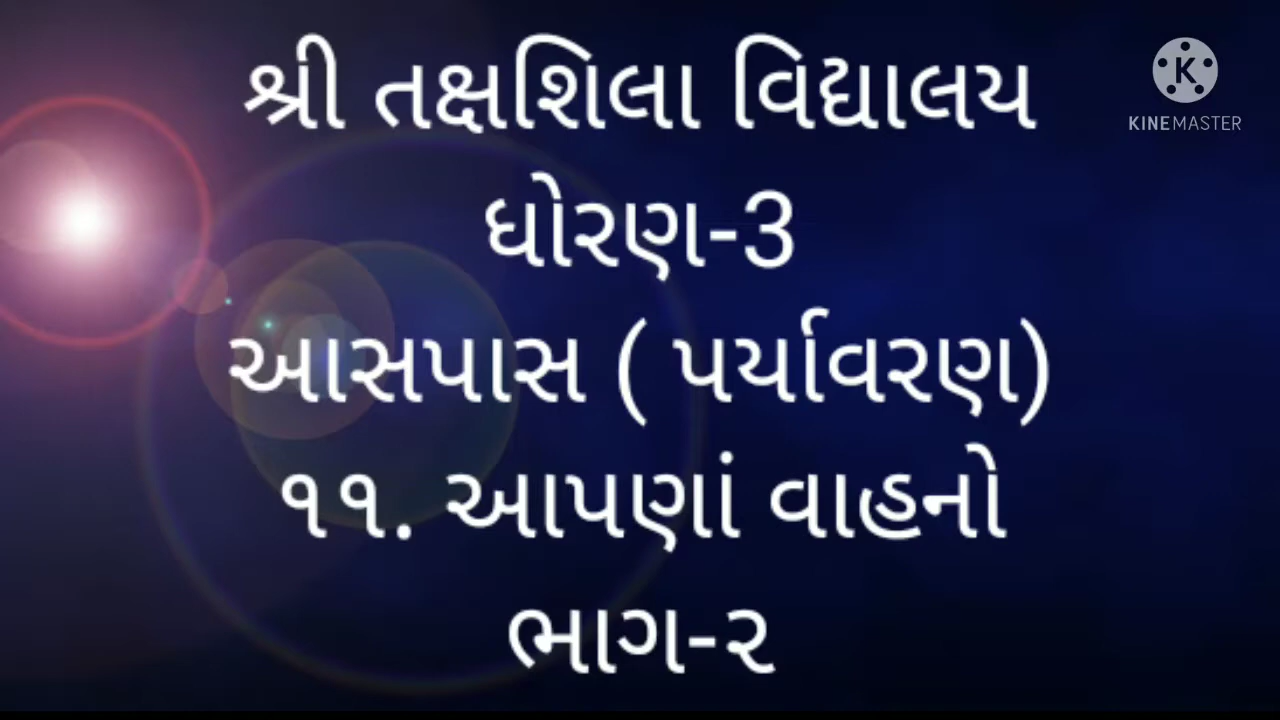 શ્રી તક્ષશિલા વિદ્યાલય
ધોરણ-3
આસપાસ ( પર્યાવરણ)
૧૧. આપણાં વાહનો
ભાગ-૨
KINEMASTER